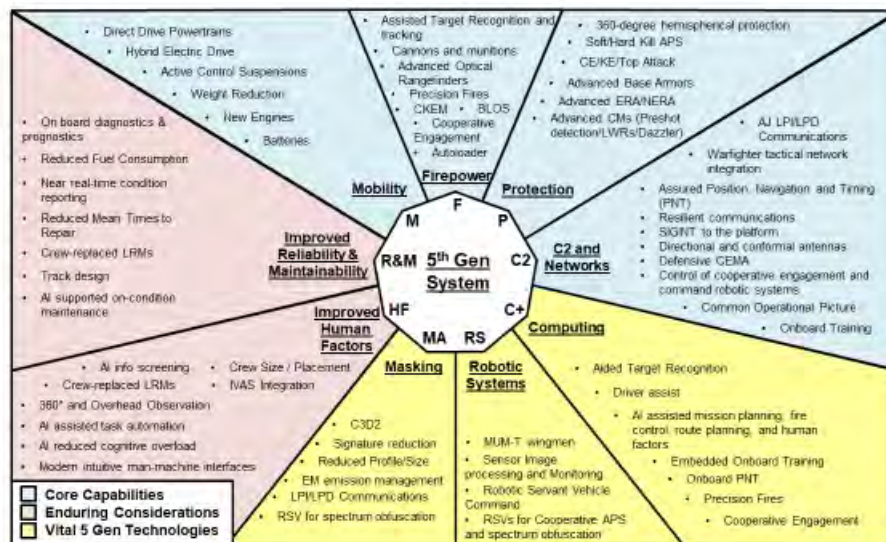 • Direct Drive Powertrains
• Hybrid Electric Drive
• Active Control Suspensions
• Weight Reduction
• New Engines
• Batteries
Mobility
• Assisted Target Recognition and
tracking
• Cannons and munitions
• Advanced Optical
Rangefinders
• Precision Fires
• CKEM • BLOS
• Cooperative
Engagement
• Autoloader
Firepower
• 360-degree hemispherical protection
• Soft/Hard Kill APS
• CE/KE/Top Attack
• Advanced Base Armors
• Advanced ERA/NERA
• Advanced CMs (Preshot
detection/LWRs/Dazzler)
Protection
• AJ LPI/LPD
Communications
• Warfighter tactical network
integration
• Assured Position, Navigation and Timing
(PNT)
• Resilient communications
• SIGINT to the platform
• Directional and conformal antennas
• Defensive CEMA
• Control of cooperative engagement and
command robotic systems
• Common Operational Picture
• Onboard Training
C2 and
Networks
• On board diagnostics &
prognostics
• Reduced Fuel Consumption
• Near real-time condition
reporting
• Reduced Mean Times to
Repair
• Crew-replaced LRMs
• Track design
• AI supported on-condition
maintenance
Improved
Reliability &
Maintainability
F
M
P
R&M
5th Gen
System
C2
HF
C+
MA
RS
Improved
Human
Factors
• AI info screening
• Crew Size / Placement
• Crew-replaced LRMs
• IVAS Integration
• 360° and Overhead Observation
• AI assisted task automation
• AI reduced cognitive overload
• Modern intuitive man-machine interfaces
Masking
• C3D2
• Signature reduction
• Reduced Profile/Size
• EM emission management
• LPI/LPD Communications
• RSV for spectrum obfuscation
Robotic
Systems
• MUM-T wingmen
• Sensor Image
processing and Monitoring
• Robotic Servant Vehicle
Command
• RSVs for Cooperative APS
and spectrum obfuscation
Computing
• Aided Target Recognition
• Driver assist
• AI assisted mission planning, fire
control, route planning, and human
factors
• Embedded Onboard Training
• Onboard PNT
• Precision Fires
• Cooperative Engagement
Core Capabilities
Enduring Considerations
Vital 5 Gen Technologies